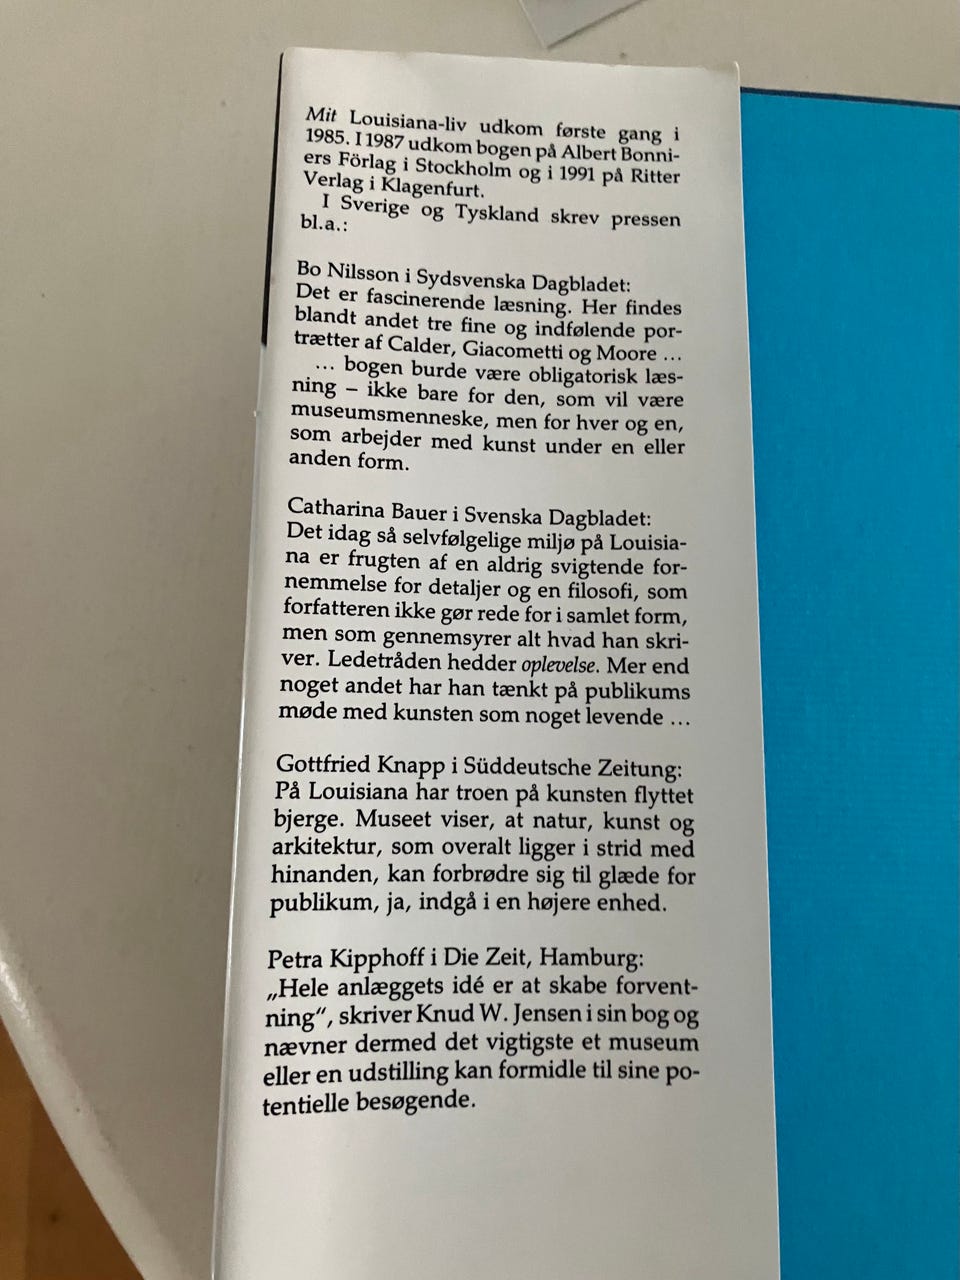 Mit Louisiana-liv udkom første gang i
1985. I 1987 udkom bogen på Albert Bonni-
ers Förlag i Stockholm og i 1991 på Ritter
Verlag i Klagenfurt.
I Sverige og Tyskland skrev pressen
bl.a.:
Bo Nilsson i Sydsvenska Dagbladet:
Det er fascinerende læsning. Her findes
blandt andet tre fine og indfølende por-
trætter af Calder, Giacometti og Moore ...
... bogen burde være obligatorisk læs-
ning – ikke bare for den, som vil være
museumsmenneske, men for hver og en,
som arbejder med kunst under en eller
anden form.
Catharina Bauer i Svenska Dagbladet:
Det idag så selvfølgelige miljø på Louisia-
na er frugten af en aldrig svigtende for-
nemmelse for detaljer og en filosofi, som
forfatteren ikke gør rede for i samlet form,
men som gennemsyrer alt hvad han skri-
ver. Ledetråden hedder oplevelse. Mer end
noget andet har han tænkt på publikums
møde med kunsten som noget levende ...
Gottfried Knapp i Süddeutsche Zeitung:
På Louisiana har troen på kunsten flyttet
bjerge. Museet viser, at natur, kunst og
arkitektur, som overalt ligger i strid med
hinanden, kan forbrødre sig til glæde for
publikum, ja, indgå i en højere enhed.
Petra Kipphoff i Die Zeit, Hamburg:
„Hele anlæggets idé er at skabe forvent-
ning“, skriver Knud W. Jensen i sin bog og
nævner dermed det vigtigste et museum
eller en udstilling kan formidle til sine po-
tentielle besøgende.